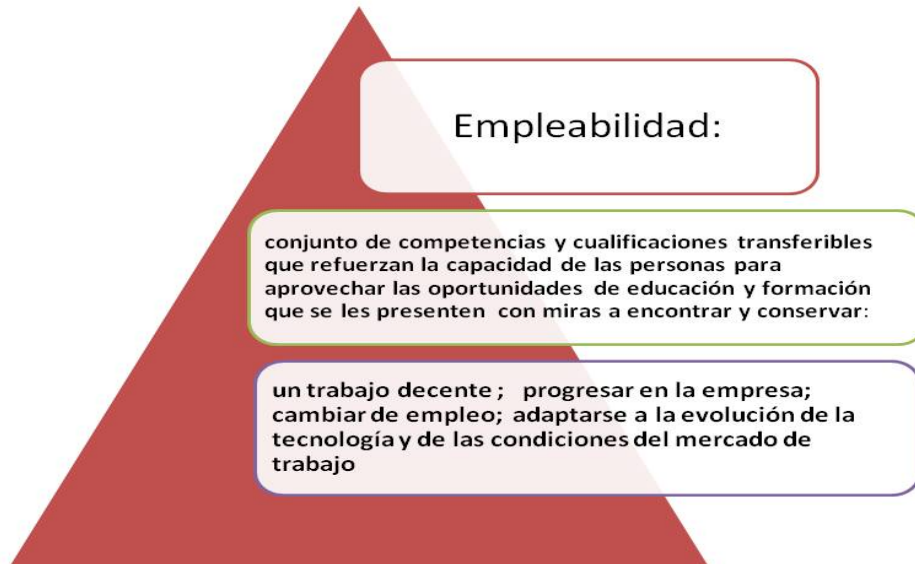 Empleabilidad:
conjunto de competencias y cualificaciones transferibles
que refuerzan la capacidad de las personas para
aprovechar las oportunidades de educación y formación
que se les presenten con miras a encontrar y conservar:
un trabajo decente ; progresar en la empresa;
cambiar de empleo; adaptarse a la evolución de la
tecnología y de las condiciones del mercado de
trabajo